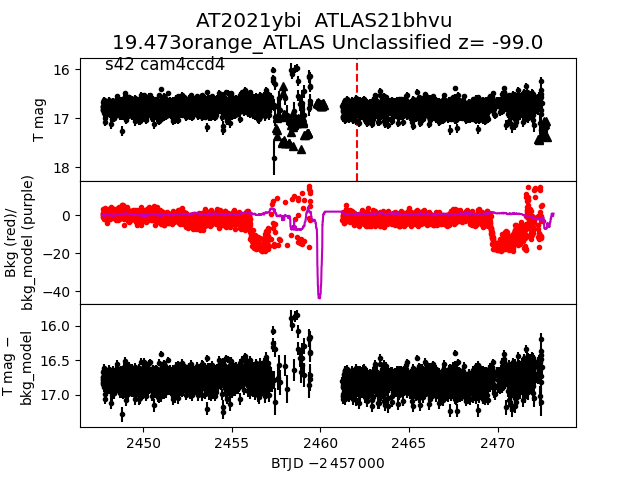 AT2021ybi  ATLAS21bhvu
19.473orange_ATLAS Unclassified z= -99.0
s42 cam4ccd4
T mag
16
17
18
Bkg (red)/
bkg_model (purple)
0
−20
−40
T mag −
bkg_model
16.0
16.5
17.0
2450
2455
2460
2465
2470
BTJD −2 457 000